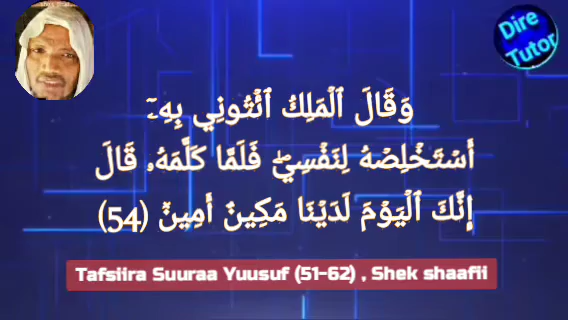 Dire
Tutor
وَقَالَ ٱلْمَلِكُ ٱئْتُونِي بِهِۦٓ
أَسْتَخْلِصْهُ لِنَفْسِيۖ فَلَمَّا كَلَّمَهُۥ قَالَ
إِنَّكَ ٱلْيَوْمَ لَدَيْنَا مَكِينٌ أَمِينٞ (54)
Tafsiira Suuraa Yuusuf (51-62) , Shek shaafii